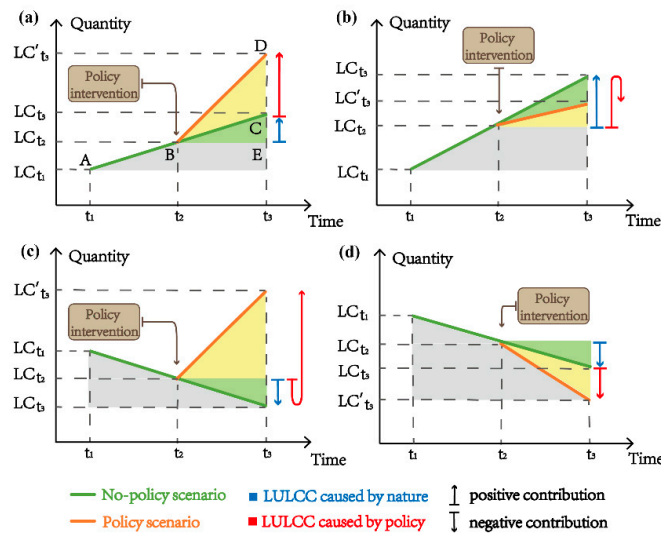 (a)
Quantity
LC't₃
D
Policy
intervention
LCt₃
C
LCt₂
A
B
E
LCt₁
t₁
t₂
t₃
Time
(b)
Quantity
Policy
intervention
LCt₃
LC't₃
LCt₂
LCt₁
t₁
t₂
t₃
Time
(c)
Quantity
LC't₃
Policy
intervention
LCt₁
LCt₂
LCt₃
t₁
t₂
t₃
Time
(d)
Quantity
Policy
intervention
LCt₁
LCt₂
LCt₃
LC't₃
t₁
t₂
t₃
Time
No-policy scenario
LULCC caused by nature
positive contribution
Policy scenario
LULCC caused by policy
negative contribution